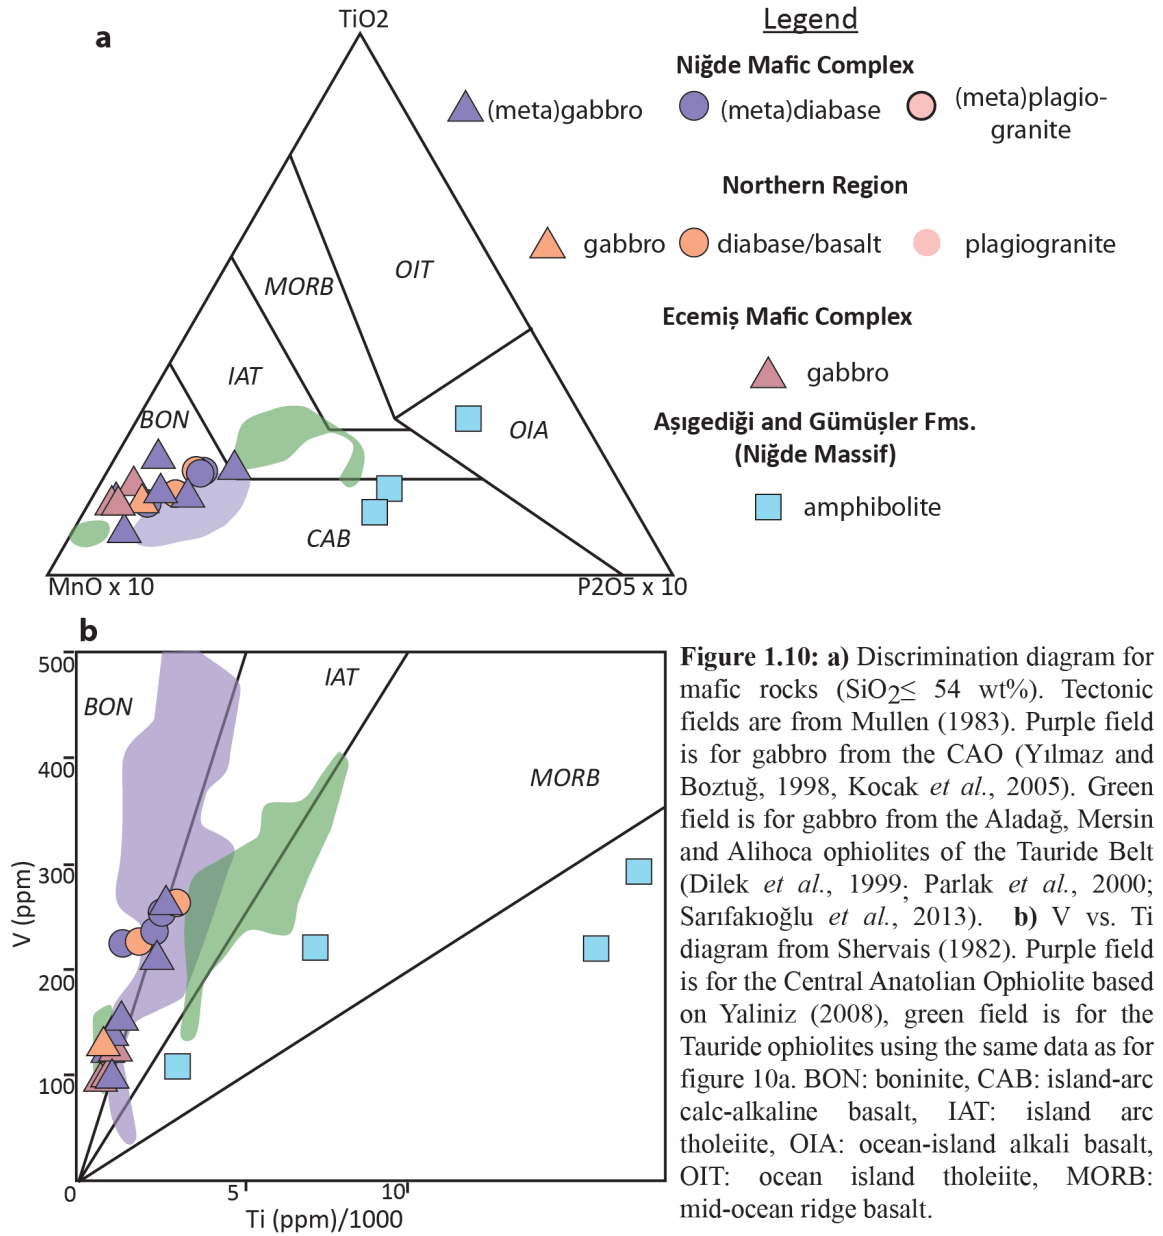 a
TiO2
Legend
Niğde Mafic Complex
(meta)gabbro
(meta)diabase
(meta)plagio-
granite
Northern Region
gabbro
diabase/basalt
plagiogranite
Ecemiş Mafic Complex
gabbro
Aşıgediği and Gümüşler Fms.
(Niğde Massif)
amphibolite
OIT
MORB
IAT
BON
OIA
CAB
MnO x 10
P2O5 x 10
b
500
400
300
200
100
0
5
10
V (ppm)
Ti (ppm)/1000
BON
IAT
MORB
Figure 1.10: a) Discrimination diagram for
mafic rocks (SiO2≤ 54 wt%). Tectonic
fields are from Mullen (1983). Purple field
is for gabbro from the CAO (Yılmaz and
Boztuğ, 1998, Kocak et al., 2005). Green
field is for gabbro from the Aladağ, Mersin
and Alihoca ophiolites of the Tauride Belt
(Dilek et al., 1999; Parlak et al., 2000;
Sarıfakıoğlu et al., 2013). b) V vs. Ti
diagram from Shervais (1982). Purple field
is for the Central Anatolian Ophiolite based
on Yaliniz (2008), green field is for the
Tauride ophiolites using the same data as for
figure 10a. BON: boninite, CAB: island-arc
calc-alkaline basalt, IAT: island arc
tholeiite, OIA: ocean-island alkali basalt,
OIT: ocean island tholeiite, MORB:
mid-ocean ridge basalt.